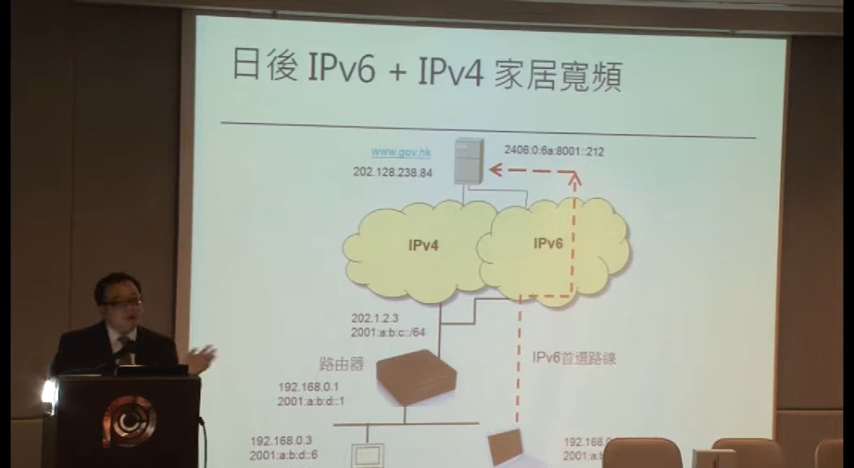 日後 IPv6 + IPv4 家居寬頻
www.gov.hk
202.128.238.84
2406:0:6a:8001::212
IPv4
IPv6
202.1.2.3
2001:a:b:c::/64
路由器
IPv6首選路線
192.168.0.1
2001:a:b:d::1
192.168.0.3
2001:a:b:d::6